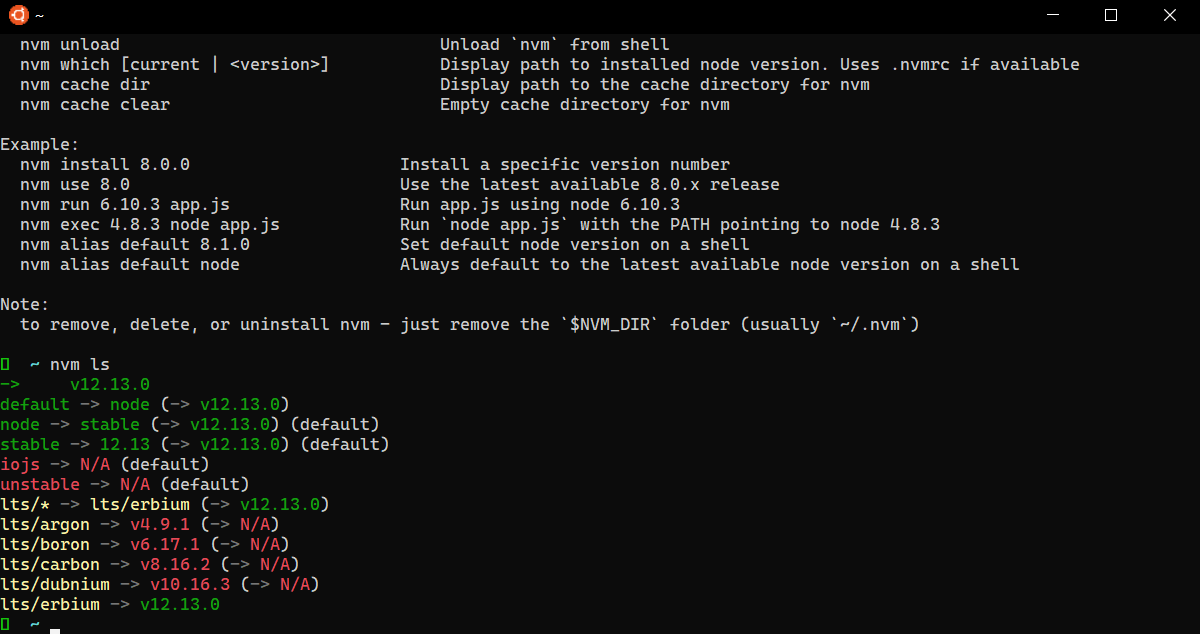 ~
nvm unload Unload `nvm` from shell
nvm which [current | <version>] Display path to installed node version. Uses .nvmrc if available
nvm cache dir Display path to the cache directory for nvm
nvm cache clear Empty cache directory for nvm
Example:
nvm install 8.0.0 Install a specific version number
nvm use 8.0 Use the latest available 8.0.x release
nvm run 6.10.3 app.js Run app.js using node 6.10.3
nvm exec 4.8.3 node app.js Run `node app.js` with the PATH pointing to node 4.8.3
nvm alias default 8.1.0 Set default node version on a shell
nvm alias default node Always default to the latest available node version on a shell
Note:
to remove, delete, or uninstall nvm - just remove the `$NVM_DIR` folder (usually `~/.nvm`)
~ nvm ls
-> v12.13.0
default -> node (-> v12.13.0)
node -> stable (-> v12.13.0) (default)
stable -> 12.13 (-> v12.13.0) (default)
iojs -> N/A (default)
unstable -> N/A (default)
lts/* -> lts/erbium (-> v12.13.0)
lts/argon -> v4.9.1 (-> N/A)
lts/boron -> v6.17.1 (-> N/A)
lts/carbon -> v8.16.2 (-> N/A)
lts/dubnium -> v10.16.3 (-> N/A)
lts/erbium -> v12.13.0
~